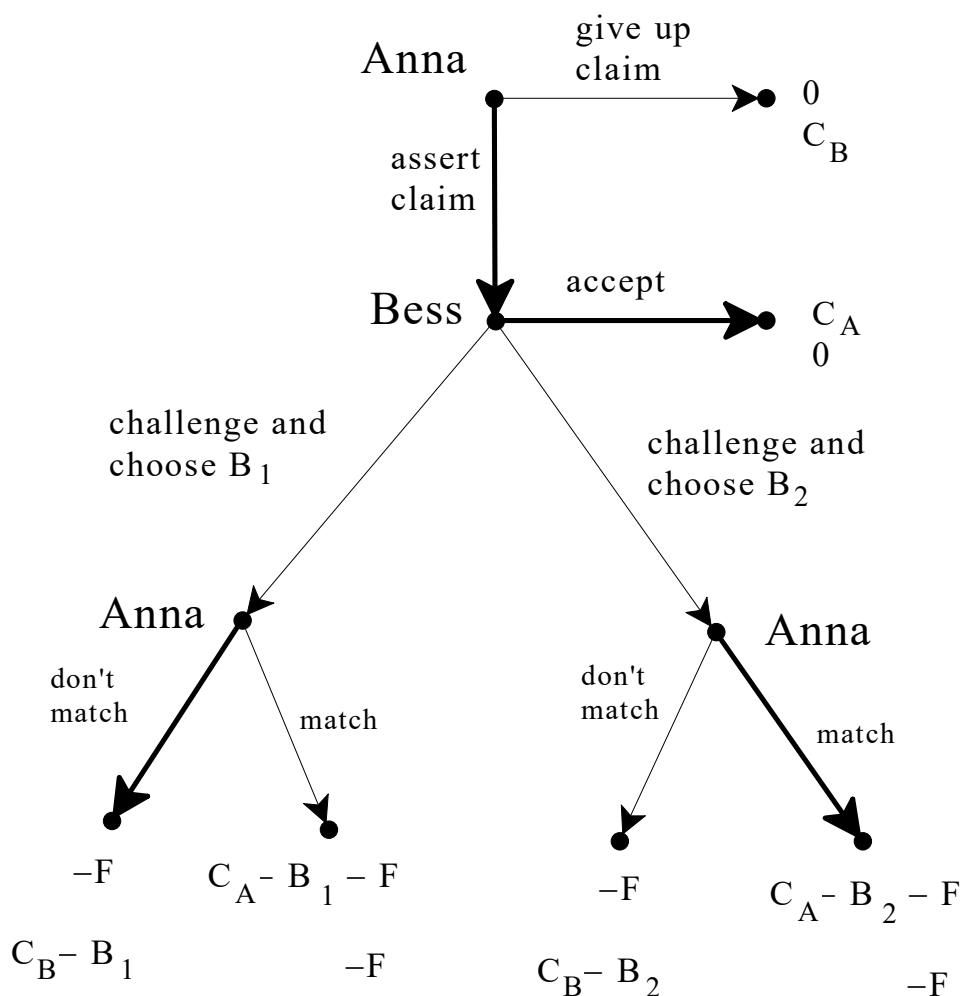 Anna
give up
claim
0
C_B
assert
claim
Bess
accept
C_A
0
challenge and
choose B_1
challenge and
choose B_2
Anna
Anna
don't
match
match
don't
match
match
–F
C_A – B_1 – F
–F
C_A – B_2 – F
C_B – B_1
–F
C_B – B_2
–F